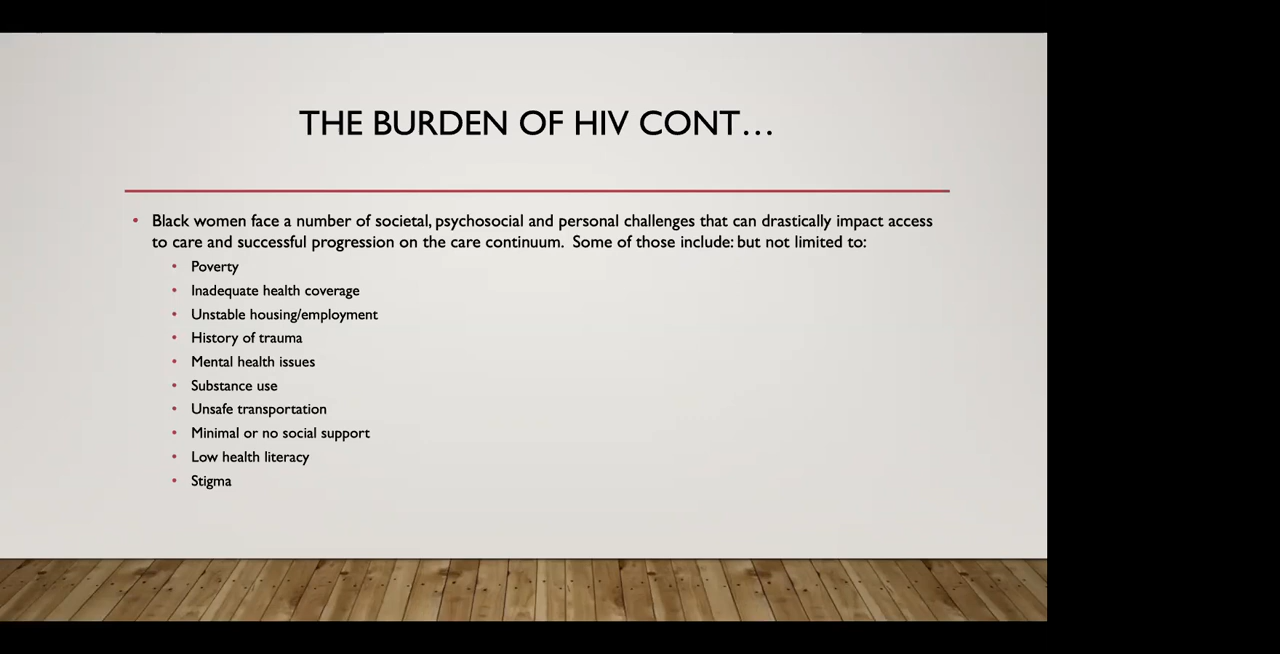 THE BURDEN OF HIV CONT…
• Black women face a number of societal, psychosocial and personal challenges that can drastically impact access
to care and successful progression on the care continuum.  Some of those include: but not limited to:
• Poverty
• Inadequate health coverage
• Unstable housing/employment
• History of trauma
• Mental health issues
• Substance use
• Unsafe transportation
• Minimal or no social support
• Low health literacy
• Stigma